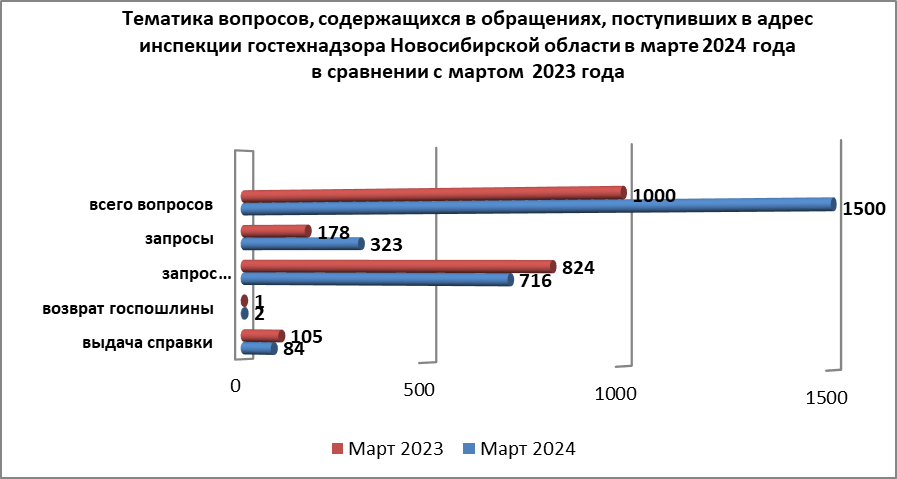 Тематика вопросов, содержащихся в обращениях, поступивших в адрес
инспекции гостехнадзора Новосибирской области в марте 2024 года
в сравнении с мартом 2023 года
всего вопросов
1000
1500
запросы
178
323
запрос...
824
716
возврат госпошлины
1
2
выдача справки
105
84
0
500
1000
1500
Март 2023
Март 2024